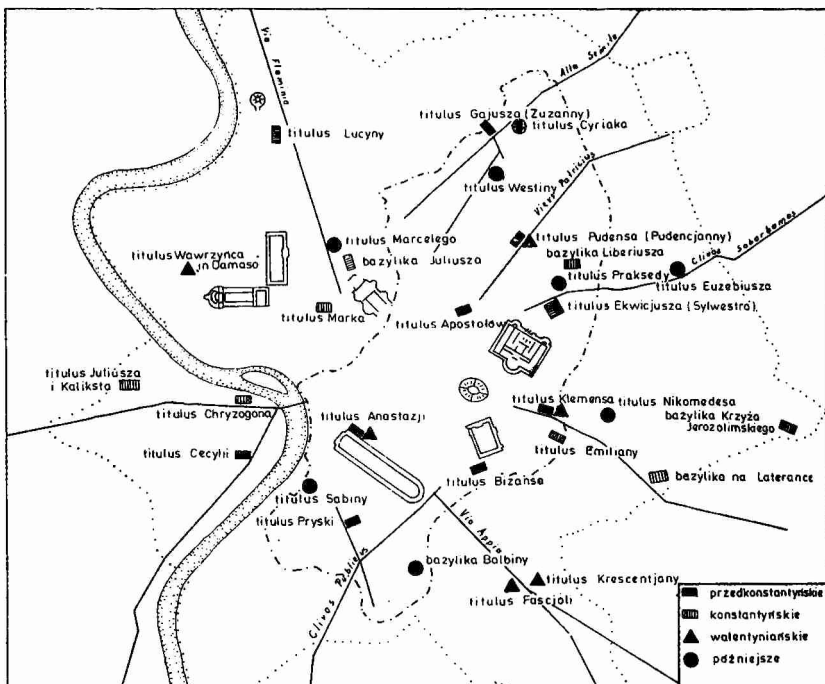 Via Flaminia
Alta Semita
titulus Gajusza (Zuzanny)
titulus Cyriaka
titulus Lucyny
titulus Westiny
Vicus Patricius
titulus Marcelego
titulus Pudensa (Pudencjanny)
bazylika Liberiusza
Clivus Suburbanus
titulus Wawrzyńca
in Damaso
bazylika Juliusza
titulus Praksedy
titulus Euzebiusza
titulus Marka
titulus Apostołów
titulus Ekwicjusza (Sylwestra)
titulus Juliusza
i Kaliksta
titulus Chryzogona
titulus Anastazji
titulus Klemensa
titulus Nikomedesa
bazylika Krzyża
Jerozolimskiego
titulus Cecylii
titulus Emiliany
titulus Bizansa
bazylika na Lateranie
titulus Sabiny
titulus Pryski
Via Appia
Clivus Publicus
bazylika Balbiny
titulus Krescentjany
titulus Fascioli
przedkonstantyńskie
konstantyńskie
walentyniańskie
późniejsze